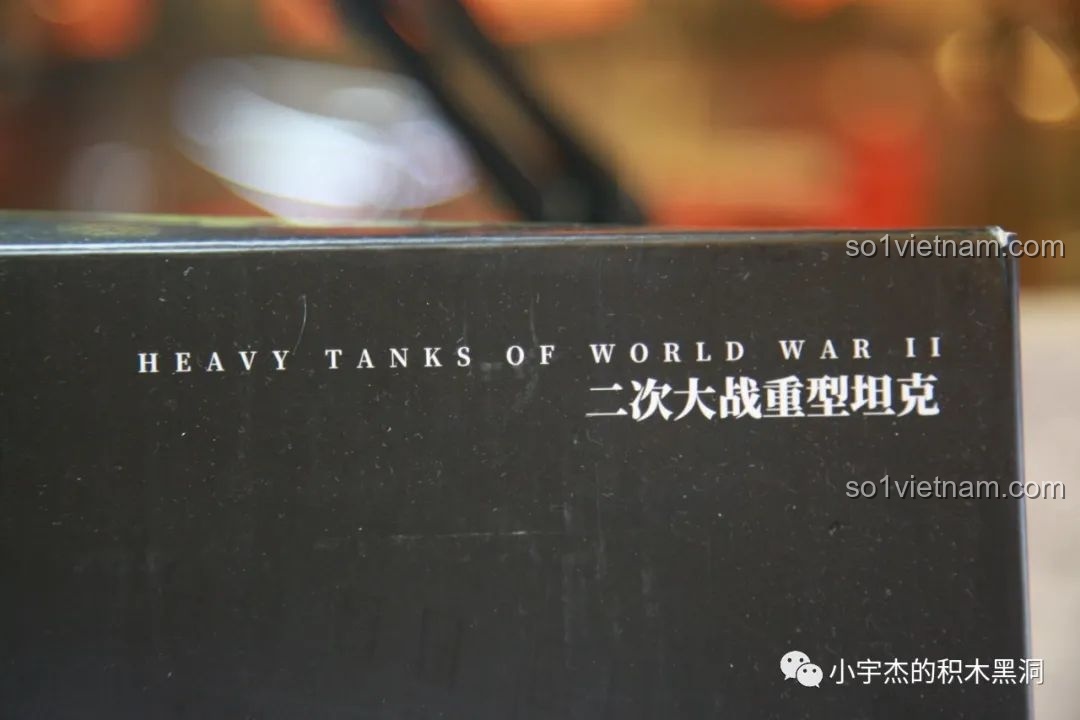 so1vietnam.com
HEAVY TANKS OF WORLD WAR II
二次大战重型坦克
so1vietnam.com
小宇杰的积木黑洞